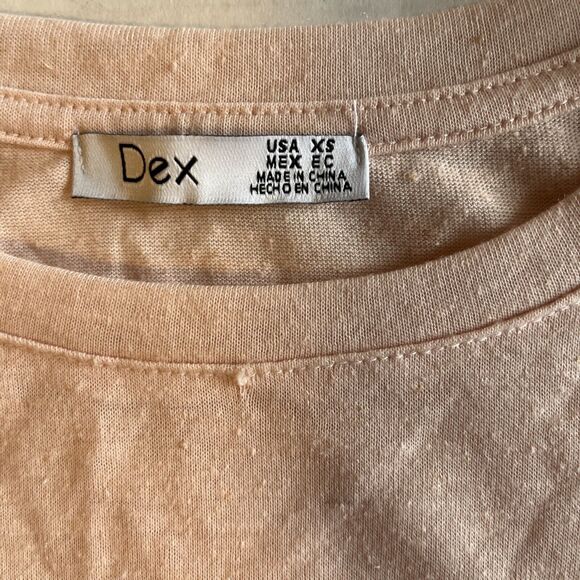 Dex
USA XS
MEX EC
MADE IN CHINA
HECHO EN CHINA